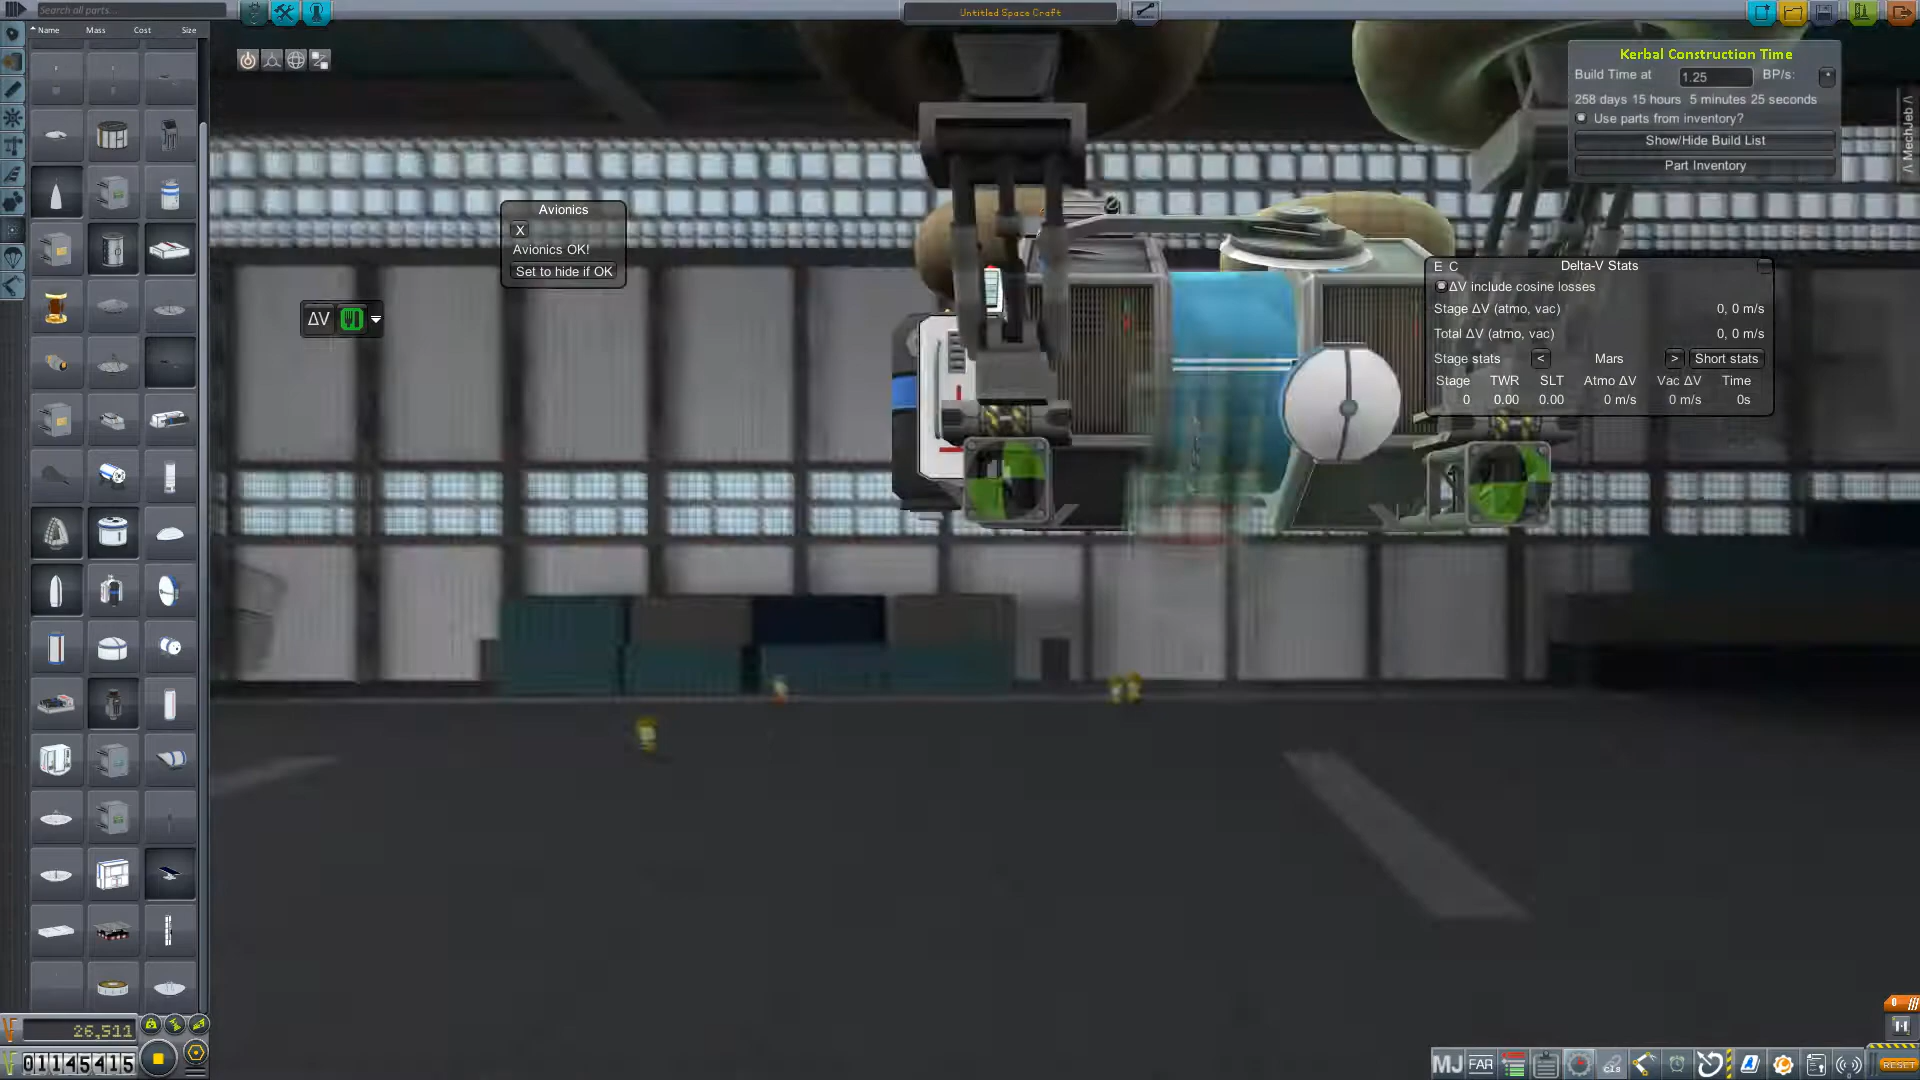 Search all parts...
Untitled Space Craft
Name Mass Cost Size
Kerbal Construction Time
Build Time at 1.25 BP/s: *
258 days 15 hours 5 minutes 25 seconds
Use parts from inventory?
Show/Hide Build List
Part Inventory
/\ MechJeb /\
Avionics
X
Avionics OK!
Set to hide if OK
ΔV
E C Delta-V Stats
ΔV include cosine losses
Stage ΔV (atmo, vac) 0, 0 m/s
Total ΔV (atmo, vac) 0, 0 m/s
Stage stats < Mars > Short stats
Stage TWR SLT Atmo ΔV Vac ΔV Time
0 0.00 0.00 0 m/s 0 m/s 0s
26,511
01145415
0
MJ FAR CLS
RESET